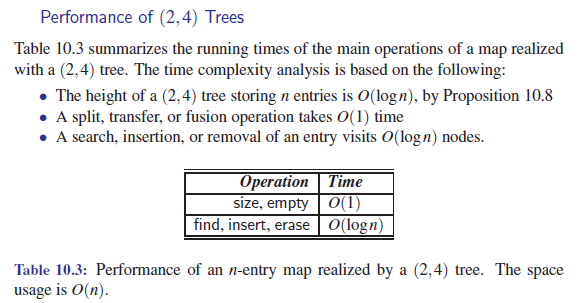 Performance of (2,4) Trees
Table 10.3 summarizes the running times of the main operations of a map realized
with a (2,4) tree. The time complexity analysis is based on the following:
• The height of a (2,4) tree storing n entries is O(logn), by Proposition 10.8
• A split, transfer, or fusion operation takes O(1) time
• A search, insertion, or removal of an entry visits O(logn) nodes.
Operation Time
size, empty O(1)
find, insert, erase O(logn)
Table 10.3: Performance of an n-entry map realized by a (2,4) tree. The space
usage is O(n).